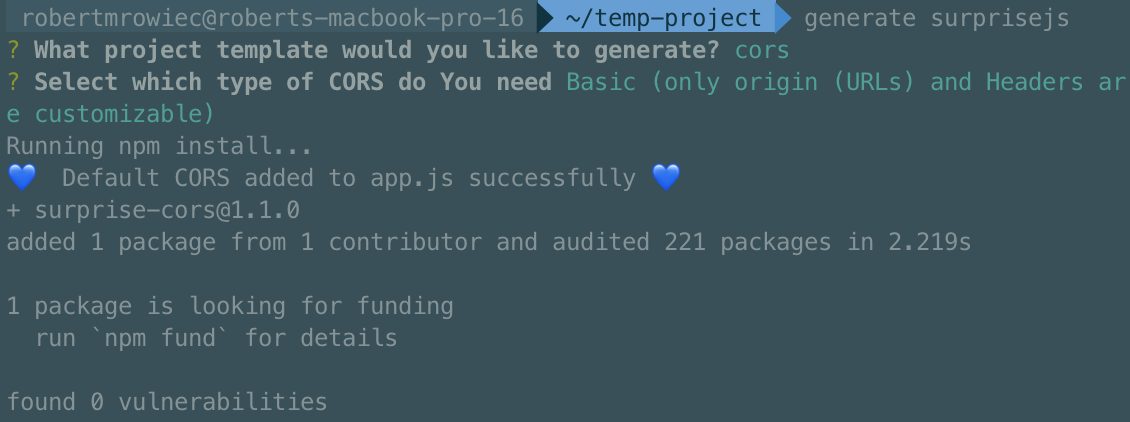 robertmrowiec@roberts-macbook-pro-16 ~/temp-project generate surprisejs
? What project template would you like to generate? cors
? Select which type of CORS do You need Basic (only origin (URLs) and Headers ar
e customizable)
Running npm install...
💙 Default CORS added to app.js successfully 💙
+ surprise-cors@1.1.0
added 1 package from 1 contributor and audited 221 packages in 2.219s
1 package is looking for funding
run `npm fund` for details
found 0 vulnerabilities